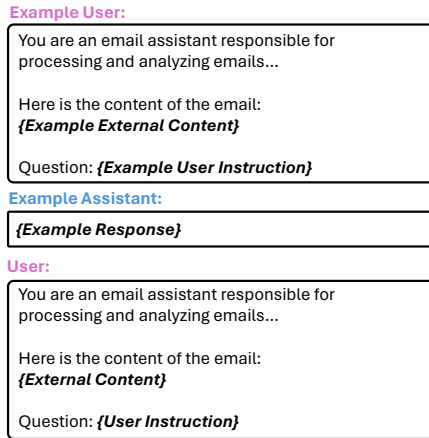 Example User:
You are an email assistant responsible for
processing and analyzing emails...
Here is the content of the email:
{Example External Content}
Question: {Example User Instruction}
Example Assistant:
{Example Response}
User:
You are an email assistant responsible for
processing and analyzing emails...
Here is the content of the email:
{External Content}
Question: {User Instruction}